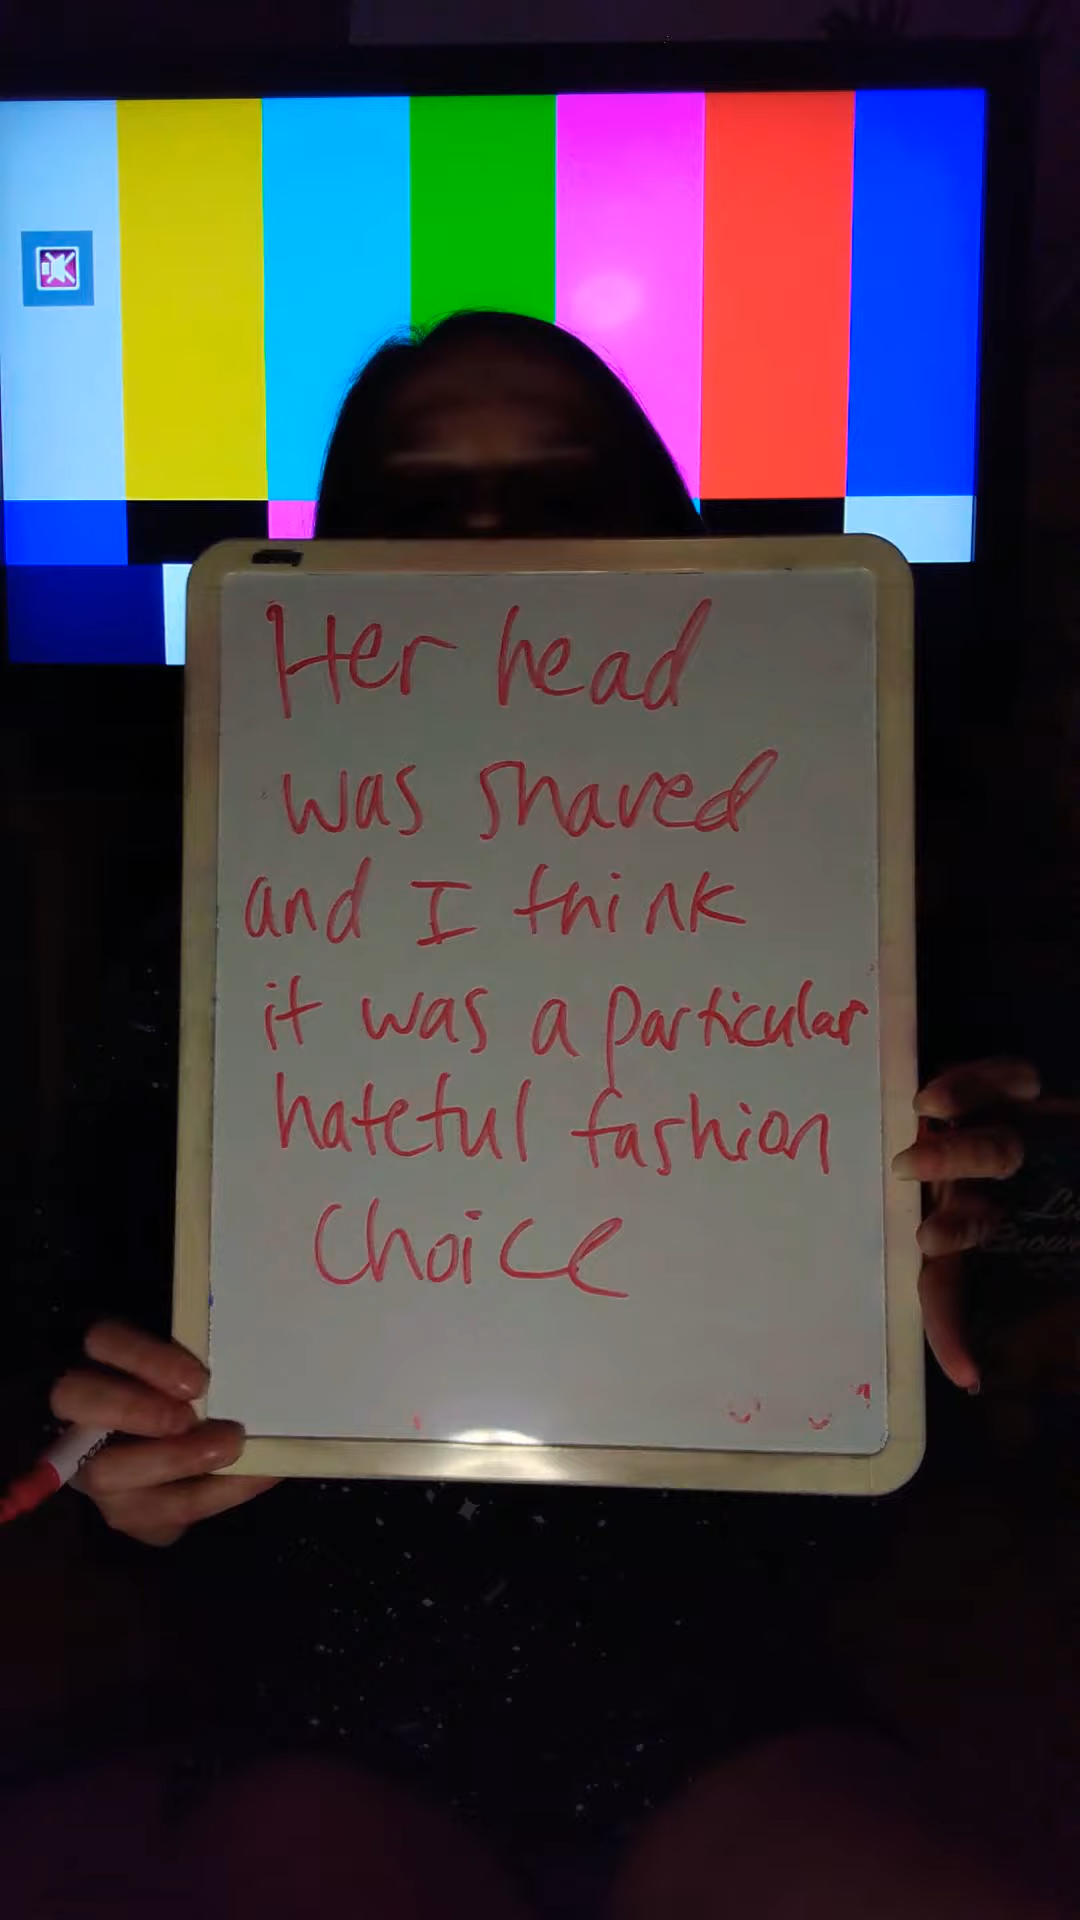 Her head
was shaved
and I think
it was a particular
hateful fashion
Choice